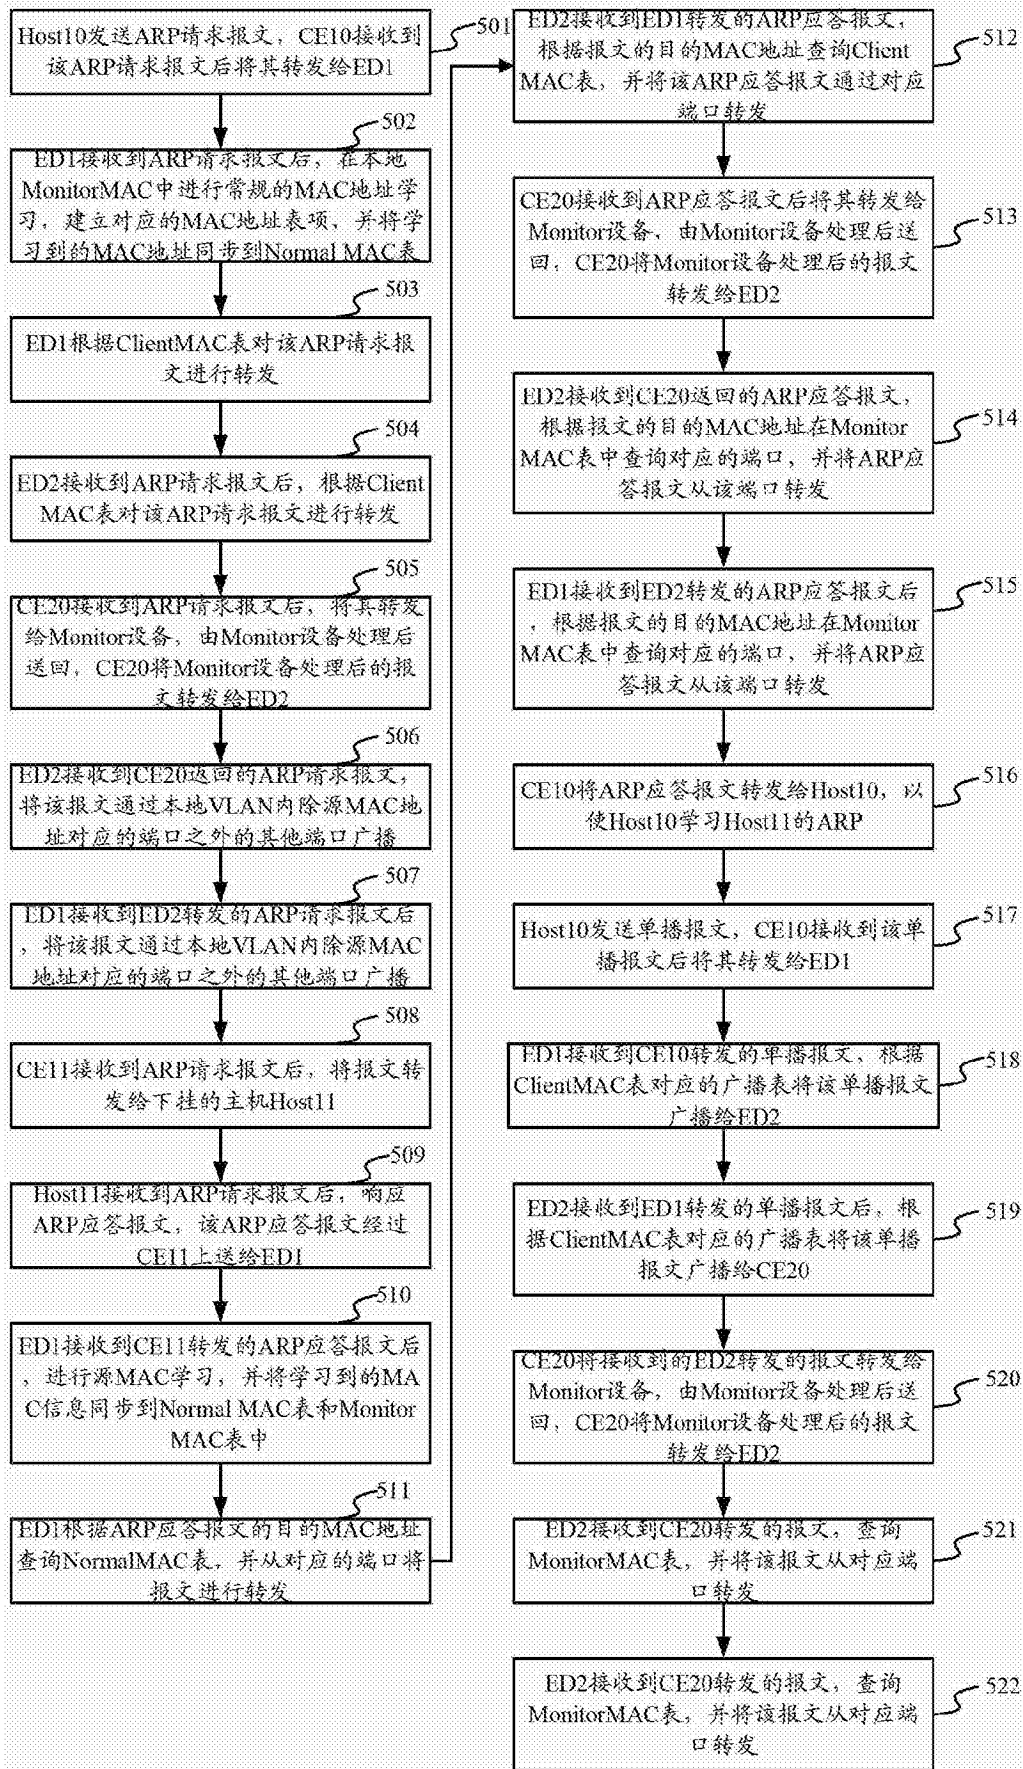 Host10发送ARP请求报文，CE10接收到
该ARP请求报文后将其转发给ED1
501
502
ED1接收到ARP请求报文后，在本地
MonitorMAC中进行常规的MAC地址学
习，建立对应的MAC地址表项，并将学
习到的MAC地址同步到Normal MAC表
503
ED1根据ClientMAC表对该ARP请求报
文进行转发
504
ED2接收到ARP请求报文后，根据Client
MAC表对该ARP请求报文进行转发
505
CE20接收到ARP请求报文后，将其转发
给Monitor设备，由Monitor设备处理后
送回，CE20将Monitor设备处理后的报
文转发给ED2
506
ED2接收到CE20返回的ARP请求报文，
将该报文通过本地VLAN内除源MAC地
址对应的端口之外的其他端口广播
507
ED1接收到ED2转发的ARP请求报文后
，将该报文通过本地VLAN内除源MAC
地址对应的端口之外的其他端口广播
508
CE11接收到ARP请求报文后，将报文转
发给下挂的主机Host11
509
Host11接收到ARP请求报文后，响应
ARP应答报文，该ARP应答报文经过
CE11上送给ED1
510
ED1接收到CE11转发的ARP应答报文后
，进行源MAC学习，并将学习到的MA
C信息同步到Normal MAC表和Monitor
MAC表中
511
ED1根据ARP应答报文的目的MAC地址
查询NormalMAC表，并从对应的端口将
报文进行转发
ED2接收到ED1转发的ARP应答报文，
根据报文的目的MAC地址查询Client
MAC表，并将该ARP应答报文通过对应
端口转发
512
CE20接收到ARP应答报文后将其转发给
Monitor设备，由Monitor设备处理后送
回，CE20将Monitor设备处理后的报文
转发给ED2
513
ED2接收到CE20返回的ARP应答报文，
根据报文的目的MAC地址在Monitor
MAC表中查询对应的端口，并将ARP应
答报文从该端口转发
514
ED1接收到ED2转发的ARP应答报文后
，根据报文的目的MAC地址在Monitor
MAC表中查询对应的端口，并将ARP应
答报文从该端口转发
515
CE10将ARP应答报文转发给Host10，以
使Host10学习Host11的ARP
516
Host10发送单播报文，CE10接收到该单
播报文后将其转发给ED1
517
ED1接收到CE10转发的单播报文，根据
ClientMAC表对应的广播表将该单播报文
广播给ED2
518
ED2接收到ED1转发的单播报文后，根
据ClientMAC表对应的广播表将该单播
报文广播给CE20
519
CE20将接收到的ED2转发的报文转发给
Monitor设备，由Monitor设备处理后送
回，CE20将Monitor设备处理后的报文
转发给ED2
520
ED2接收到CE20转发的报文，查询
MonitorMAC表，并将该报文从对应端
口转发
521
ED2接收到CE20转发的报文，查询
MonitorMAC表，并将该报文从对应端
口转发
522